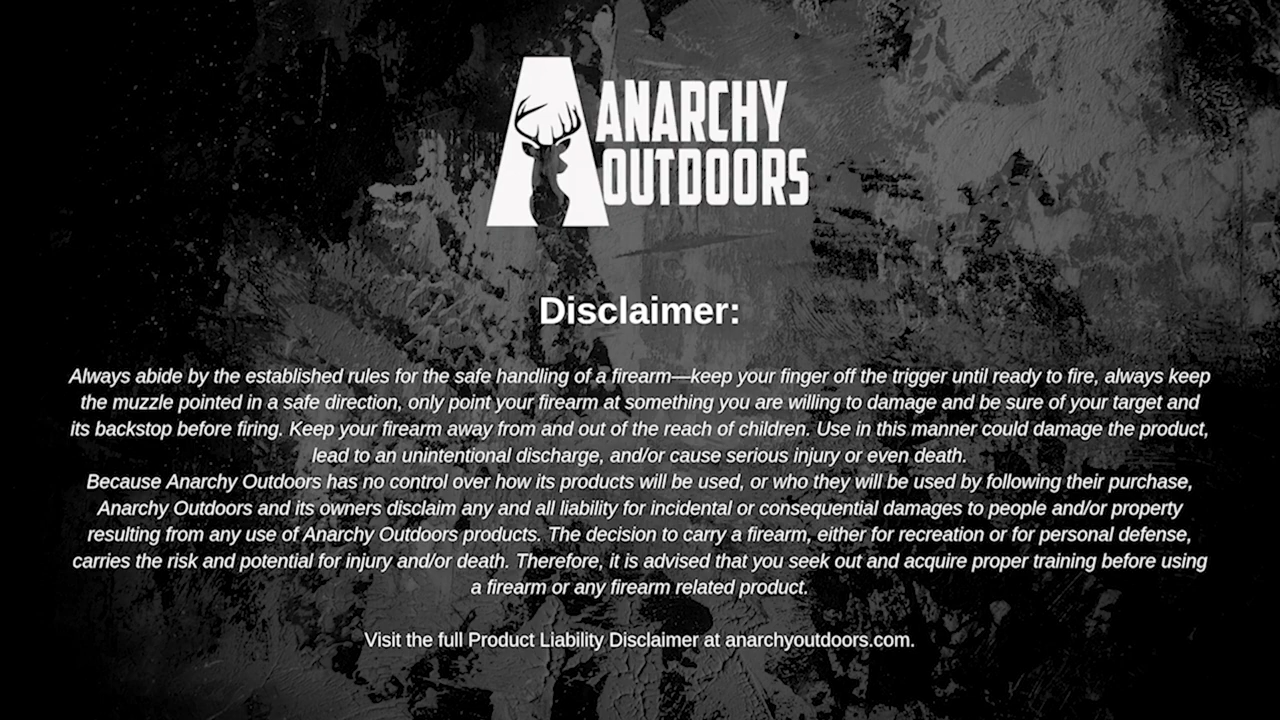 ANARCHY
OUTDOORS
Disclaimer:
Always abide by the established rules for the safe handling of a firearm—keep your finger off the trigger until ready to fire, always keep
the muzzle pointed in a safe direction, only point your firearm at something you are willing to damage and be sure of your target and
its backstop before firing. Keep your firearm away from and out of the reach of children. Use in this manner could damage the product,
lead to an unintentional discharge, and/or cause serious injury or even death.
Because Anarchy Outdoors has no control over how its products will be used, or who they will be used by following their purchase,
Anarchy Outdoors and its owners disclaim any and all liability for incidental or consequential damages to people and/or property
resulting from any use of Anarchy Outdoors products. The decision to carry a firearm, either for recreation or for personal defense,
carries the risk and potential for injury and/or death. Therefore, it is advised that you seek out and acquire proper training before using
a firearm or any firearm related product.
Visit the full Product Liability Disclaimer at anarchyoutdoors.com.